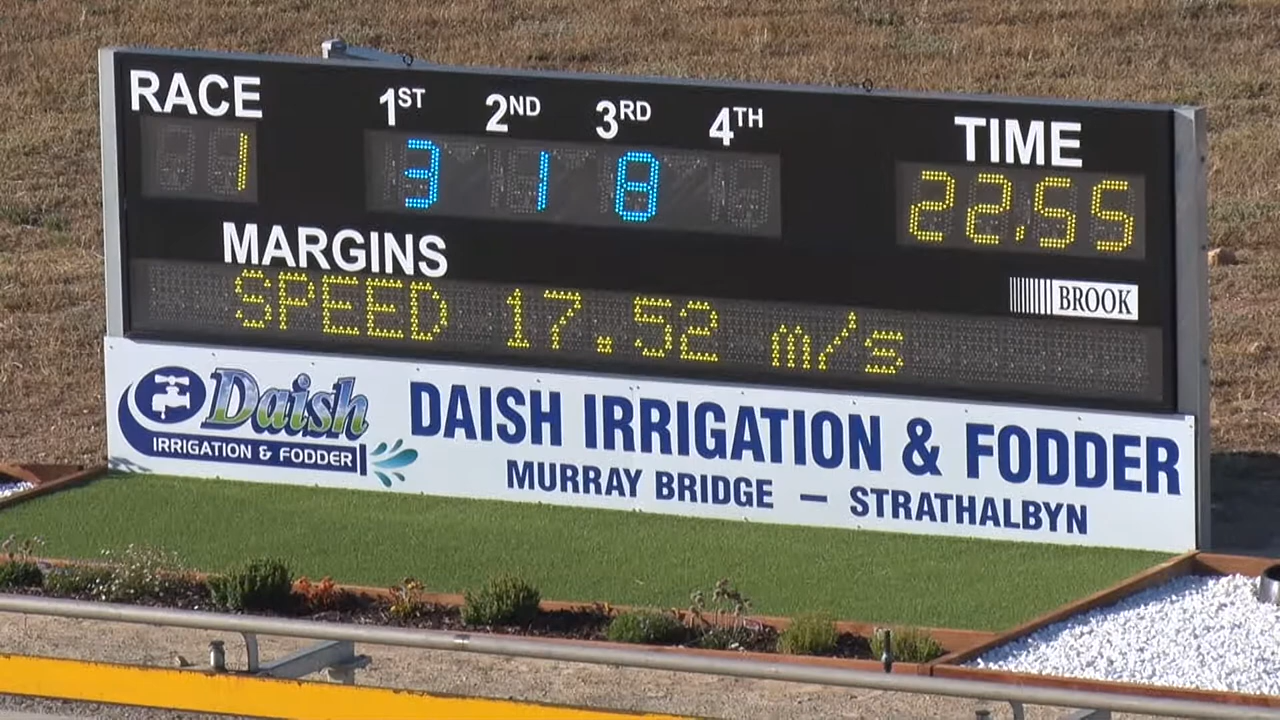 RACE 1ST 2ND 3RD 4TH TIME
1 3 1 8 22.55
MARGINS
SPEED 17.52 m/s
BROOK
Daish
IRRIGATION & FODDER
DAISH IRRIGATION & FODDER
MURRAY BRIDGE – STRATHALBYN